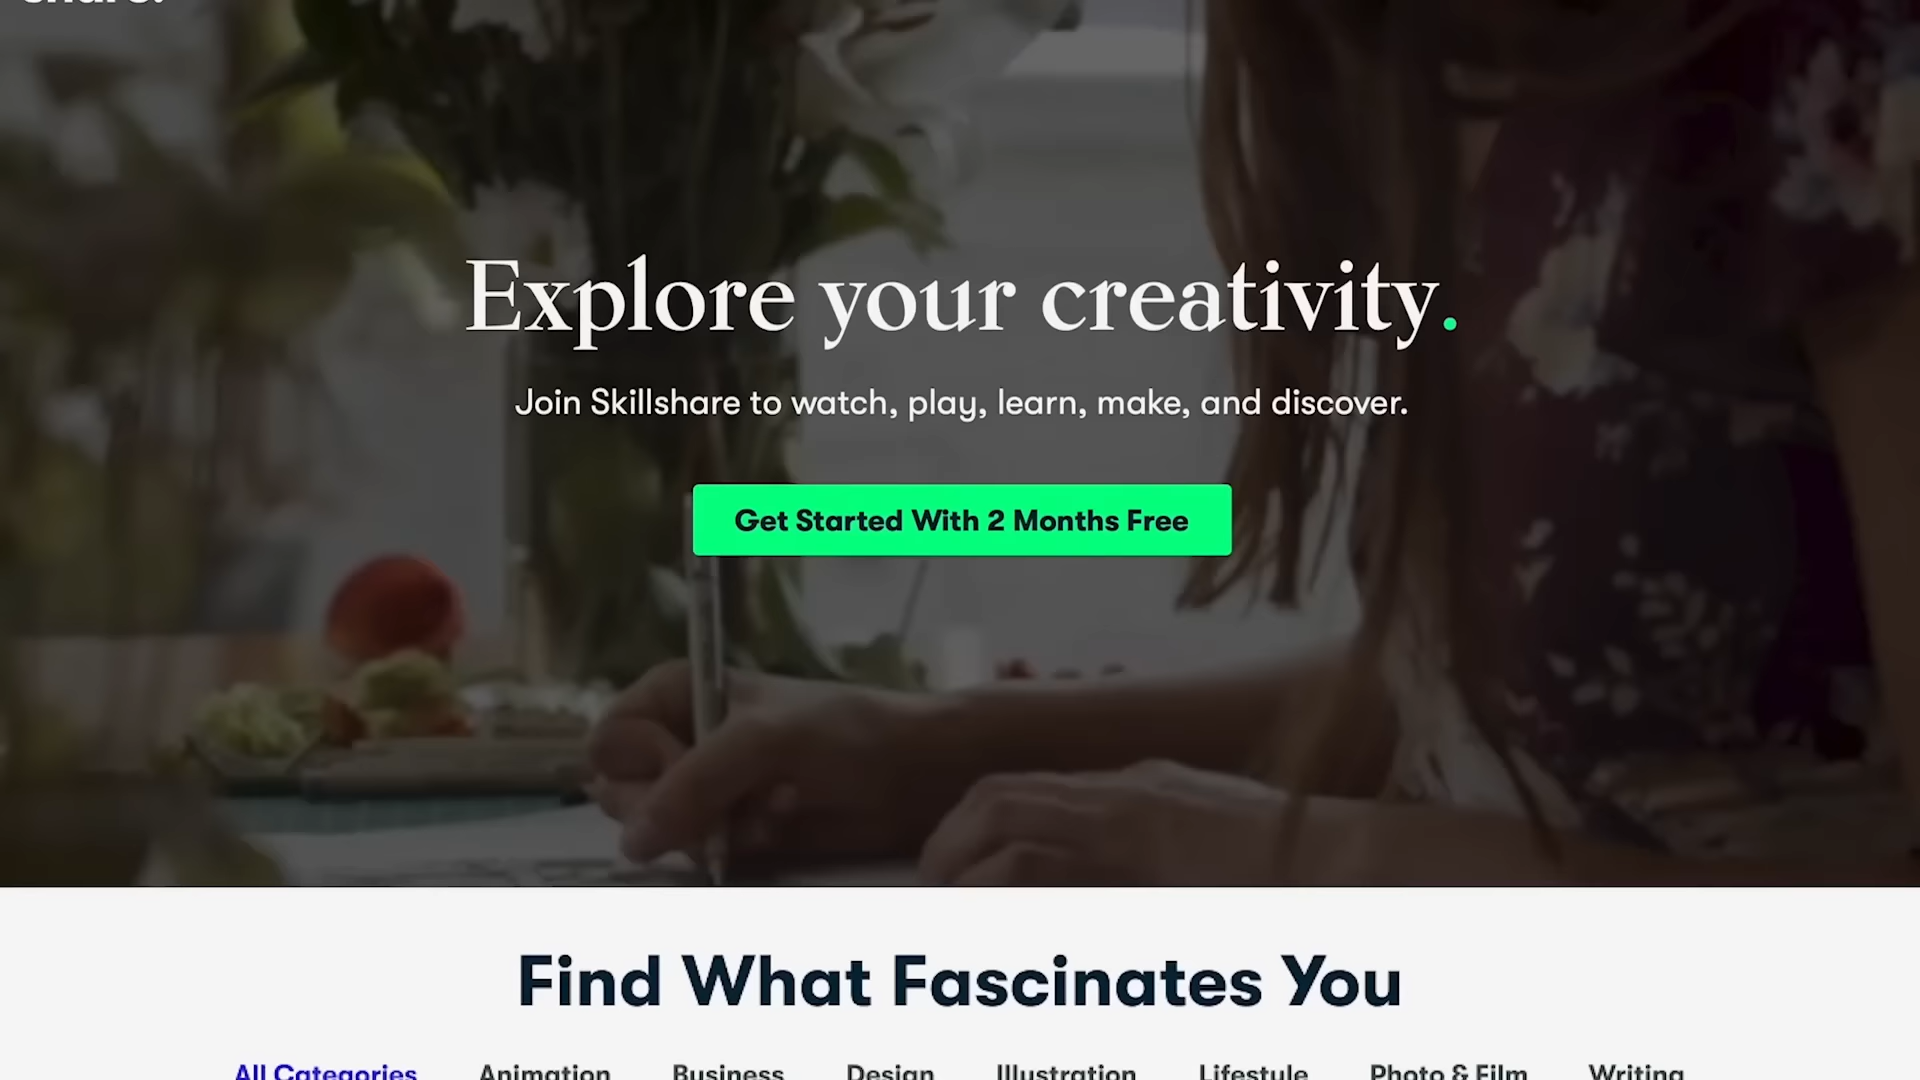 share.
Explore your creativity.
Join Skillshare to watch, play, learn, make, and discover.
Get Started With 2 Months Free
Find What Fascinates You
All Categories Animation Business Design Illustration Lifestyle Photo & Film Writing